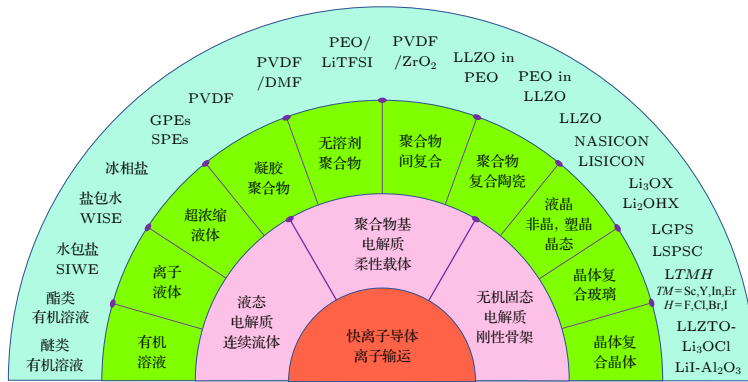 醚类
有机溶液
酯类
有机溶液
水包盐
SIWE
盐包水
WISE
冰相盐
GPEs
SPEs
PVDF
PVDF
/DMF
PEO/
LiTFSI
PVDF
/ZrO₂
LLZO in
PEO
PEO in
LLZO
LLZO
NASICON
LISICON
Li₃OX
Li₂OHX
LGPS
LSPSC
LTMH
TM=Sc,Y,In,Er
H=F,Cl,Br,I
LLZTO-
Li₃OCl
LiI-Al₂O₃
有机
溶液
离子
液体
超浓缩
液体
凝胶
聚合物
无溶剂
聚合物
聚合物
间复合
聚合物
复合陶瓷
液晶
非晶, 塑晶
晶态
晶体复
合玻璃
晶体复
合晶体
液态
电解质
连续流体
聚合物基
电解质
柔性载体
无机固态
电解质
刚性骨架
快离子导体
离子输运